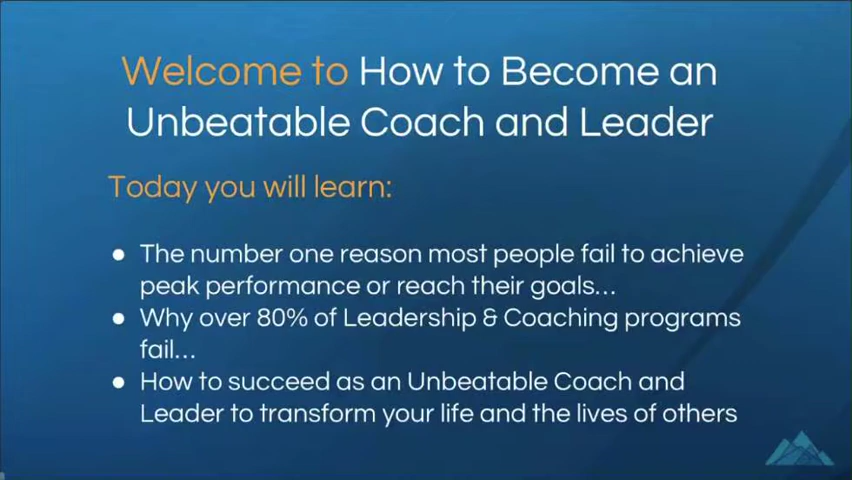 Welcome to How to Become an
Unbeatable Coach and Leader
Today you will learn:
● The number one reason most people fail to achieve
peak performance or reach their goals...
● Why over 80% of Leadership & Coaching programs
fail...
● How to succeed as an Unbeatable Coach and
Leader to transform your life and the lives of others